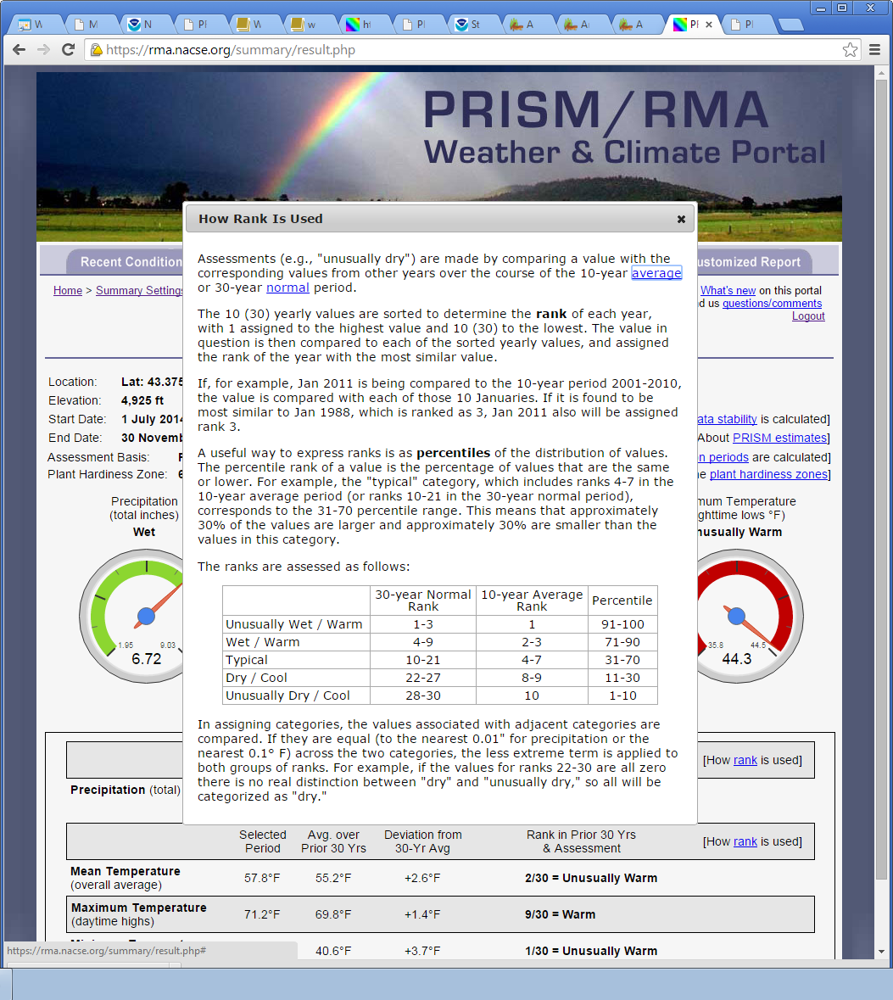 W
M
N
Pl
W
w
ht
Pl
St
A
A
A
Pl
Pl
https://rma.nacse.org/summary/result.php
PRISM/RMA
Weather & Climate Portal
How Rank Is Used
Recent Condition
ustomized Report
Home > Summary Settings
What's new on this portal
d us questions/comments
Logout
Assessments (e.g., "unusually dry") are made by comparing a value with the
corresponding values from other years over the course of the 10-year average
or 30-year normal period.
The 10 (30) yearly values are sorted to determine the rank of each year,
with 1 assigned to the highest value and 10 (30) to the lowest. The value in
question is then compared to each of the sorted yearly values, and assigned
the rank of the year with the most similar value.
If, for example, Jan 2011 is being compared to the 10-year period 2001-2010,
the value is compared with each of those 10 Januaries. If it is found to be
most similar to Jan 1988, which is ranked as 3, Jan 2011 also will be assigned
rank 3.
A useful way to express ranks is as percentiles of the distribution of values.
The percentile rank of a value is the percentage of values that are the same
or lower. For example, the "typical" category, which includes ranks 4-7 in the
10-year average period (or ranks 10-21 in the 30-year normal period),
corresponds to the 31-70 percentile range. This means that approximately
30% of the values are larger and approximately 30% are smaller than the
values in this category.
The ranks are assessed as follows:
30-year Normal Rank 10-year Average Rank Percentile
Unusually Wet / Warm 1-3 1 91-100
Wet / Warm 4-9 2-3 71-90
Typical 10-21 4-7 31-70
Dry / Cool 22-27 8-9 11-30
Unusually Dry / Cool 28-30 10 1-10
In assigning categories, the values associated with adjacent categories are
compared. If they are equal (to the nearest 0.01" for precipitation or the
nearest 0.1° F) across the two categories, the less extreme term is applied to
both groups of ranks. For example, if the values for ranks 22-30 are all zero
there is no real distinction between "dry" and "unusually dry," so all will be
categorized as "dry."
Location: Lat: 43.375
Elevation: 4,925 ft
Start Date: 1 July 2014
End Date: 30 Novemb
Assessment Basis: F
Plant Hardiness Zone: 6
ata stability is calculated]
About PRISM estimates]
n periods are calculated]
e plant hardiness zones]
Precipitation
(total inches)
Wet
1.95 9.03
6.72
mum Temperature
ghttime lows °F)
nusually Warm
35.8 44.5
44.3
[How rank is used]
Precipitation (total)
Selected Period Avg. over Prior 30 Yrs Deviation from 30-Yr Avg Rank in Prior 30 Yrs & Assessment [How rank is used]
Mean Temperature (overall average) 57.8°F 55.2°F +2.6°F 2/30 = Unusually Warm
Maximum Temperature (daytime highs) 71.2°F 69.8°F +1.4°F 9/30 = Warm
40.6°F +3.7°F 1/30 = Unusually Warm
https://rma.nacse.org/summary/result.php#